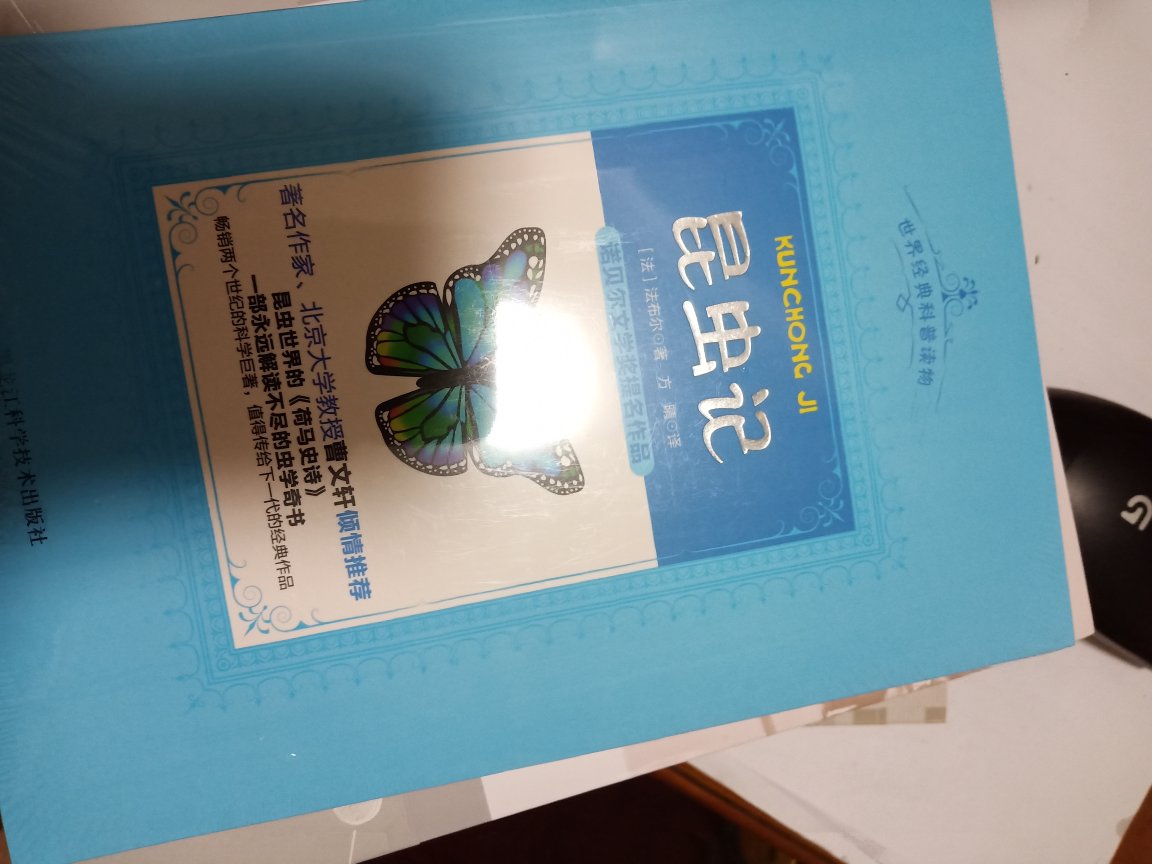 世界经典科普读物
KUNCHONG JI
昆虫记
[法]法布尔◎著 方颖◎译
诺贝尔文学奖提名作品
著名作家、北京大学教授曹文轩倾情推荐
昆虫世界的《荷马史诗》
一部永远解读不尽的虫学奇书
畅销两个世纪的科学巨著，值得传给下一代的经典作品
龙江科学技术出版社
G